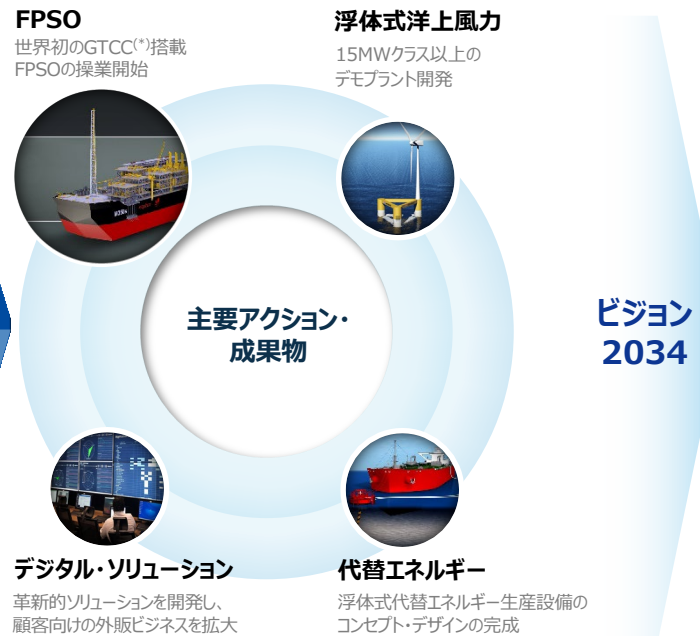 FPSO
世界初のGTCC(*)搭載
FPSOの操業開始
浮体式洋上風力
15MWクラス以上の
デモプラント開発
主要アクション・
成果物
ビジョン
2034
デジタル・ソリューション
革新的ソリューションを開発し、
顧客向けの外販ビジネスを拡大
代替エネルギー
浮体式代替エネルギー生産設備の
コンセプト・デザインの完成